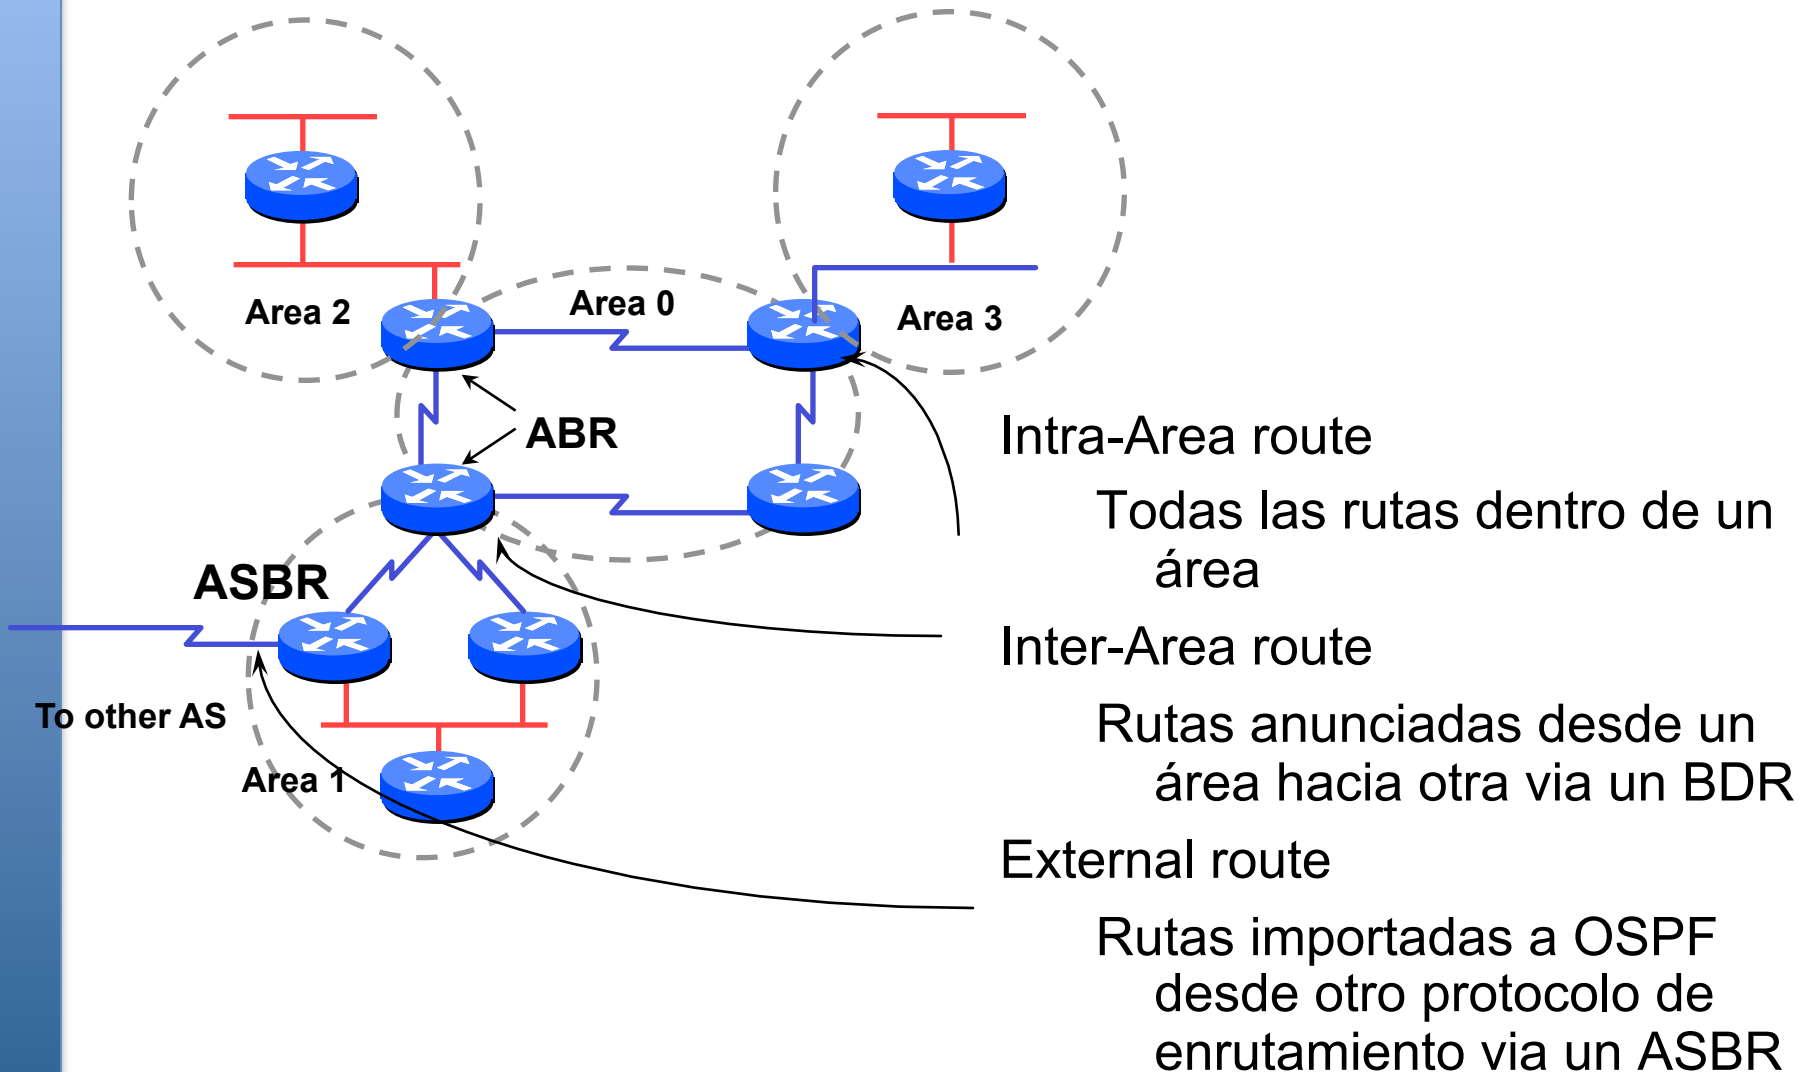 Area 2
Area 0
Area 3
ABR
ASBR
To other AS
Area 1
Intra-Area route
Todas las rutas dentro de un
área
Inter-Area route
Rutas anunciadas desde un
área hacia otra via un BDR
External route
Rutas importadas a OSPF
desde otro protocolo de
enrutamiento via un ASBR